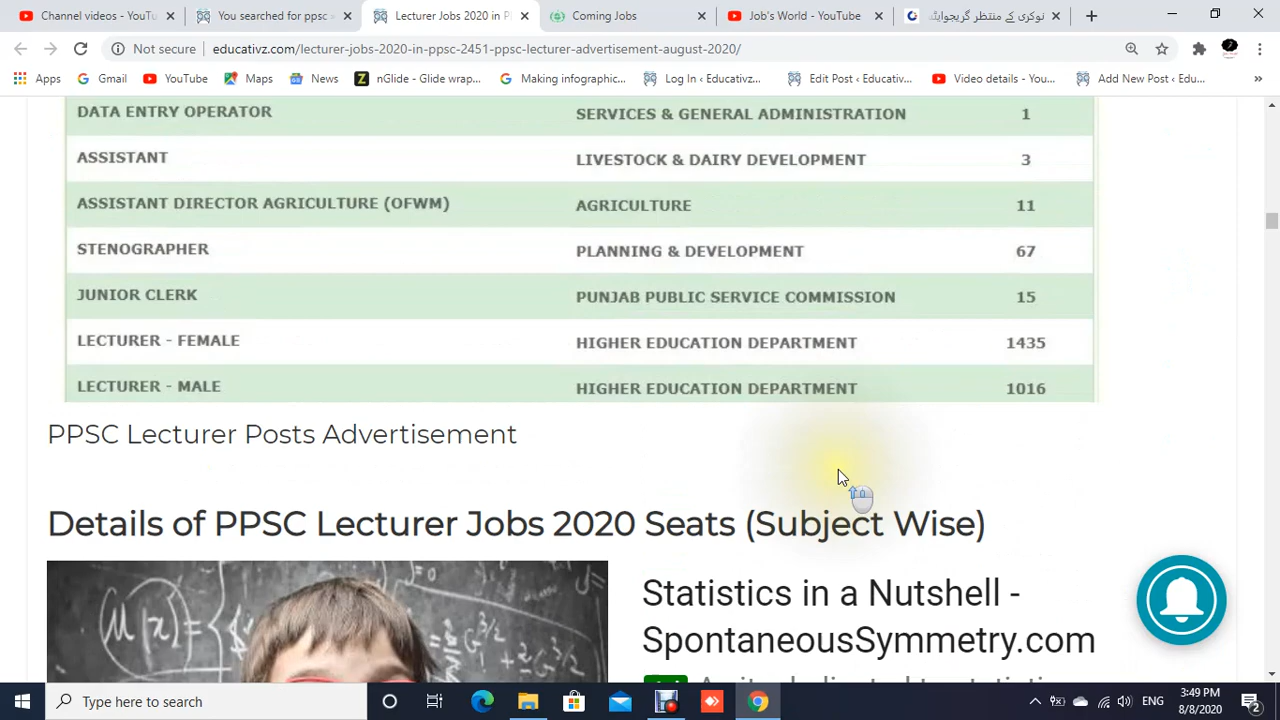 Channel videos - YouT
You searched for ppsc
Lecturer Jobs 2020 in P
Coming Jobs
Job's World - YouTube
نوکری کے منتظر گریجوایٹ
Not secure
educativz.com/lecturer-jobs-2020-in-ppsc-2451-ppsc-lecturer-advertisement-august-2020/
Apps
Gmail
YouTube
Maps
News
nGlide - Glide wrap...
Making infographic...
Log In ‹ Educativz...
Edit Post ‹ Educativ...
Video details - You...
Add New Post ‹ Edu...
DATA ENTRY OPERATOR SERVICES & GENERAL ADMINISTRATION 1
ASSISTANT LIVESTOCK & DAIRY DEVELOPMENT 3
ASSISTANT DIRECTOR AGRICULTURE (OFWM) AGRICULTURE 11
STENOGRAPHER PLANNING & DEVELOPMENT 67
JUNIOR CLERK PUNJAB PUBLIC SERVICE COMMISSION 15
LECTURER - FEMALE HIGHER EDUCATION DEPARTMENT 1435
LECTURER - MALE HIGHER EDUCATION DEPARTMENT 1016
PPSC Lecturer Posts Advertisement
Details of PPSC Lecturer Jobs 2020 Seats (Subject Wise)
Statistics in a Nutshell -
SpontaneousSymmetry.com
Type here to search
ENG
3:49 PM
8/8/2020
2